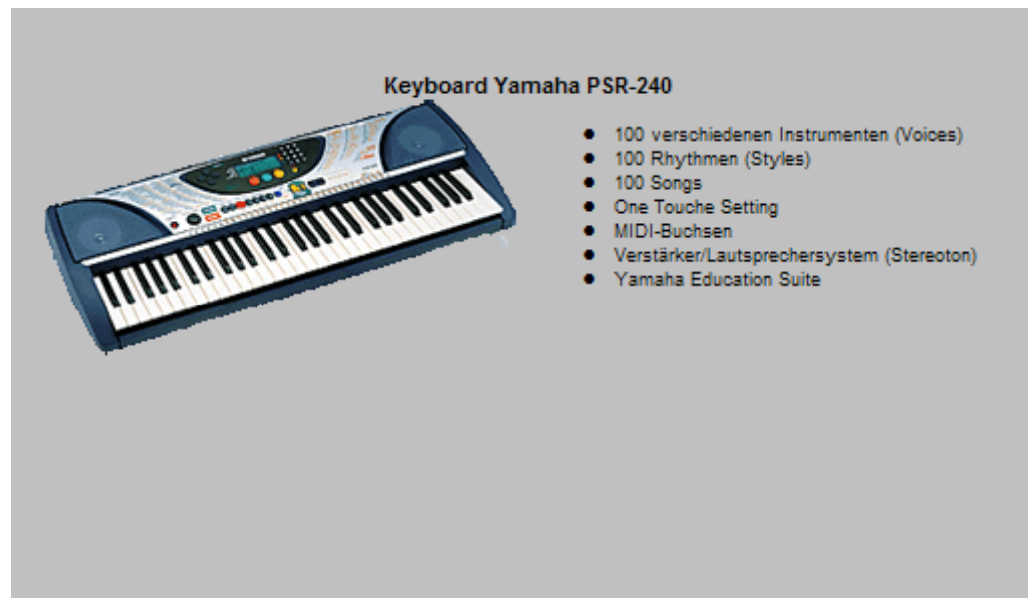 Keyboard Yamaha PSR-240
100 verschiedenen Instrumenten (Voices)
100 Rhythmen (Styles)
100 Songs
One Touche Setting
MIDI-Buchsen
Verstärker/Lautsprechersystem (Stereoton)
Yamaha Education Suite